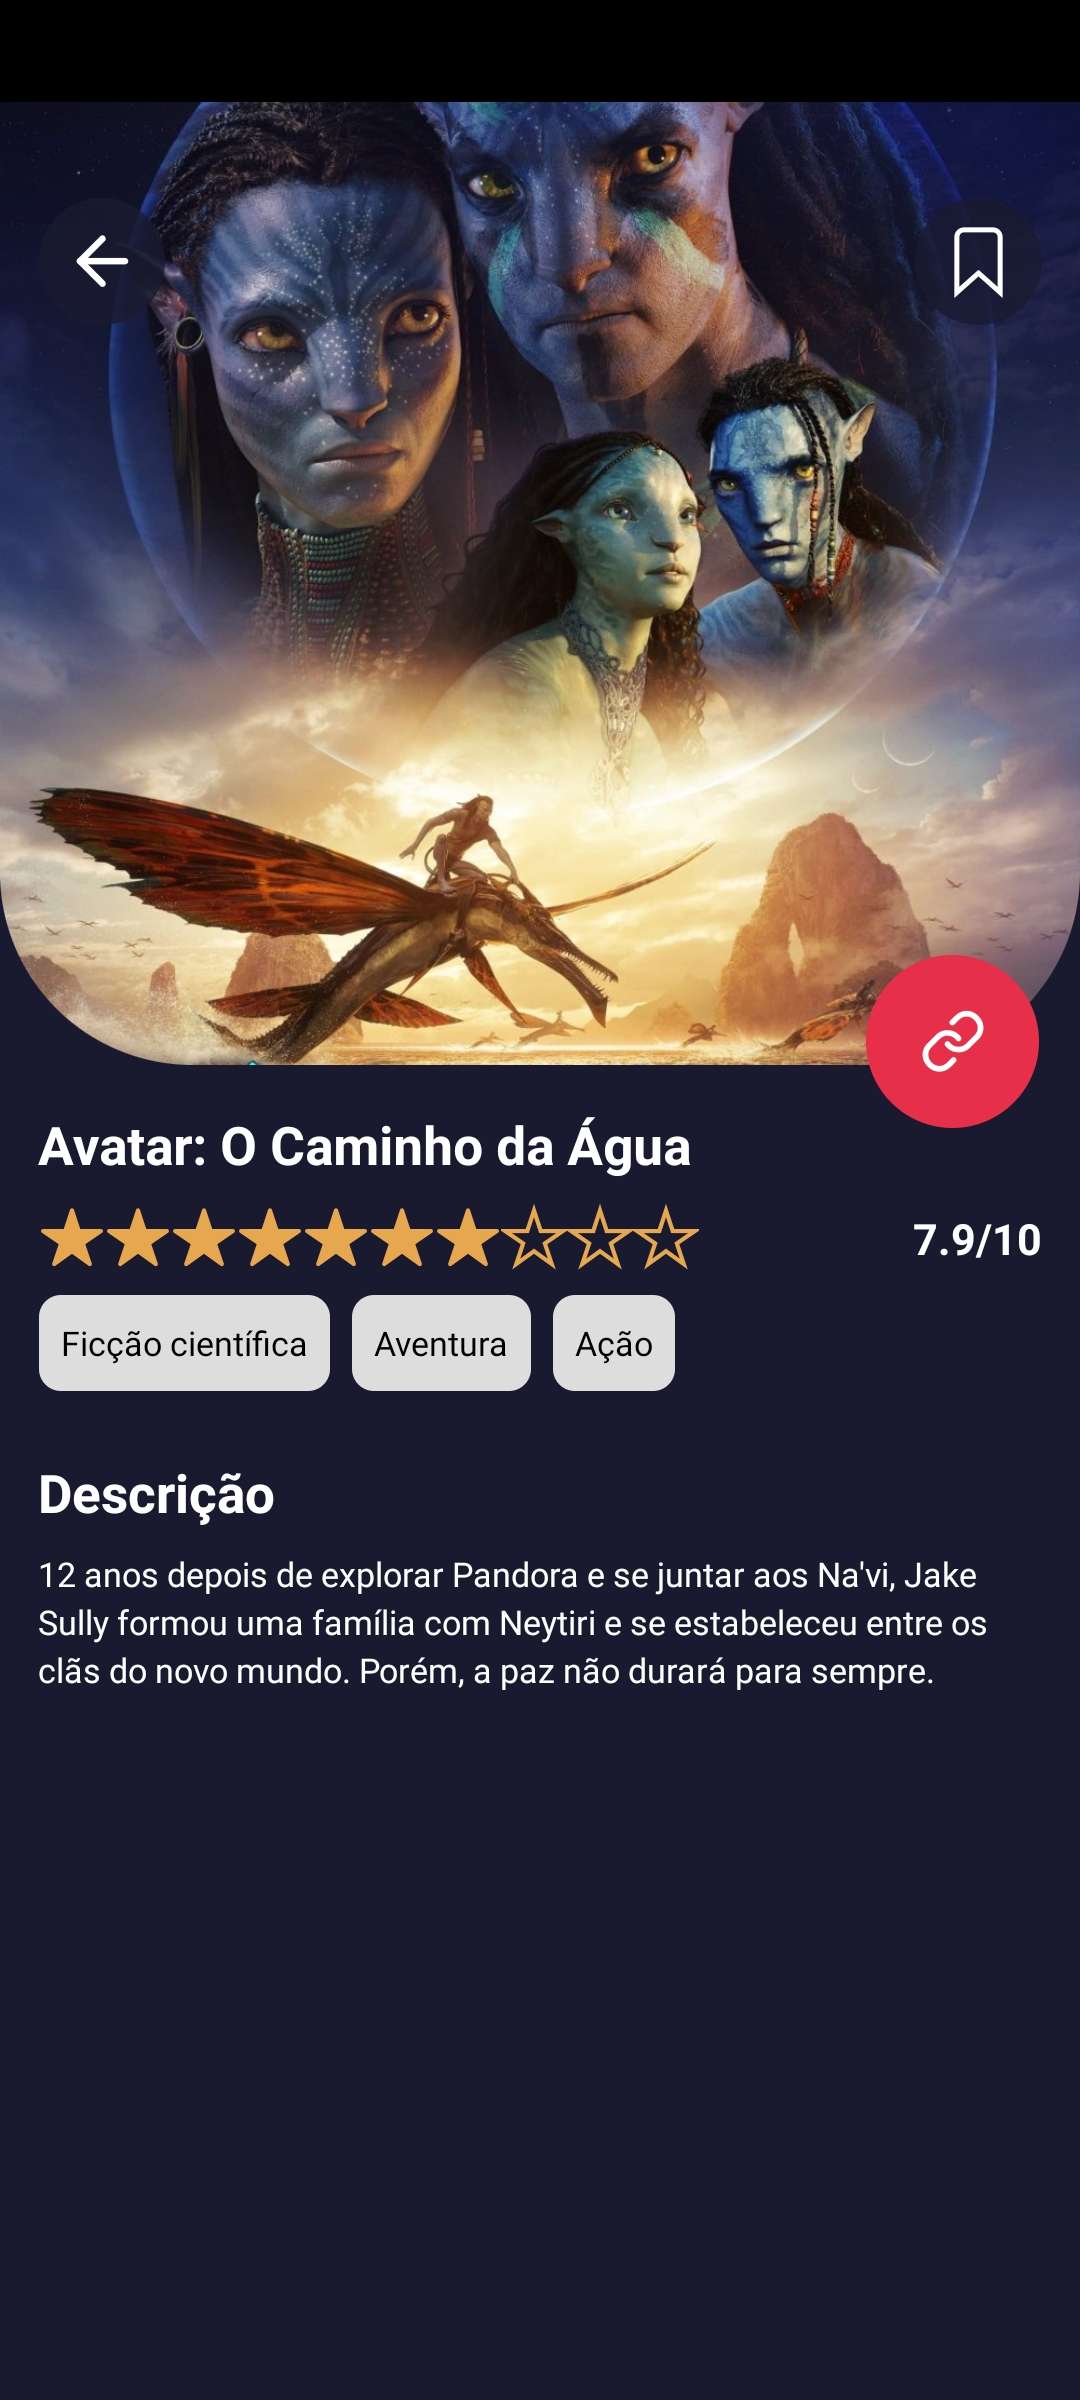 Avatar: O Caminho da Água
7.9/10
Ficção científica Aventura Ação
Descrição
12 anos depois de explorar Pandora e se juntar aos Na'vi, Jake
Sully formou uma família com Neytiri e se estabeleceu entre os
clãs do novo mundo. Porém, a paz não durará para sempre.